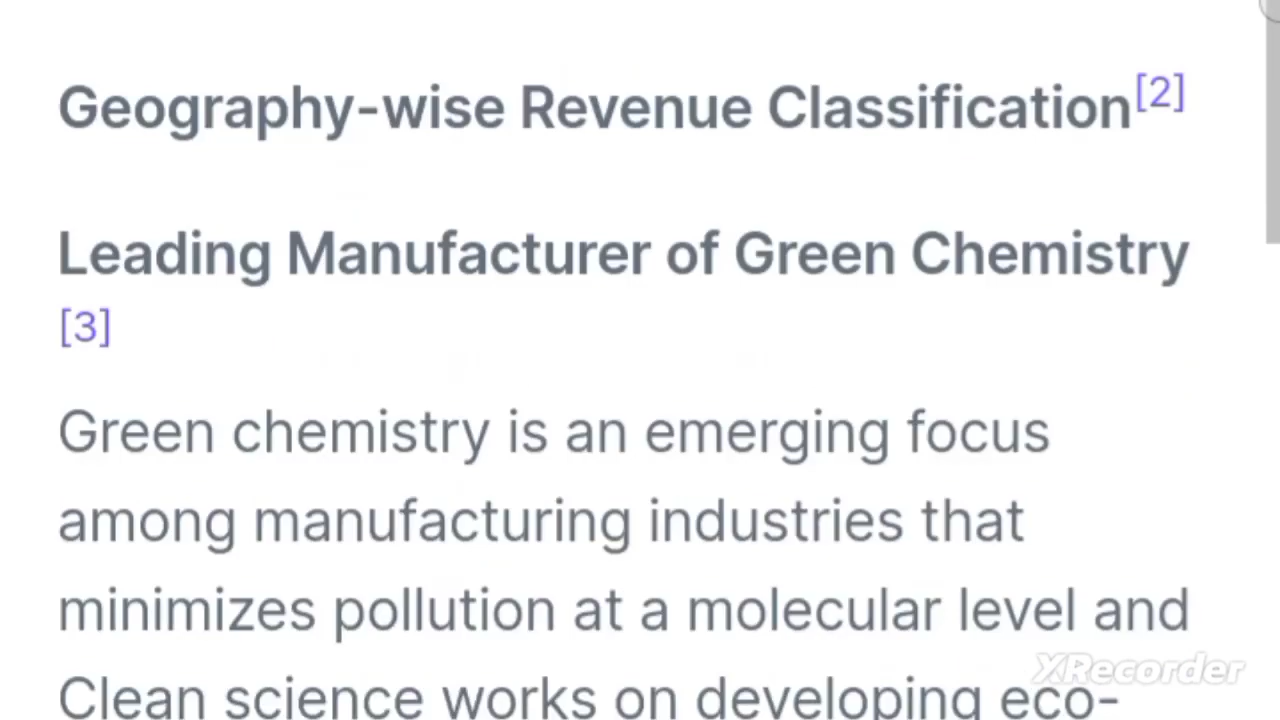 Geography-wise Revenue Classification[2]
Leading Manufacturer of Green Chemistry
[3]
Green chemistry is an emerging focus
among manufacturing industries that
minimizes pollution at a molecular level and
Clean science works on developing eco-
XRecorder